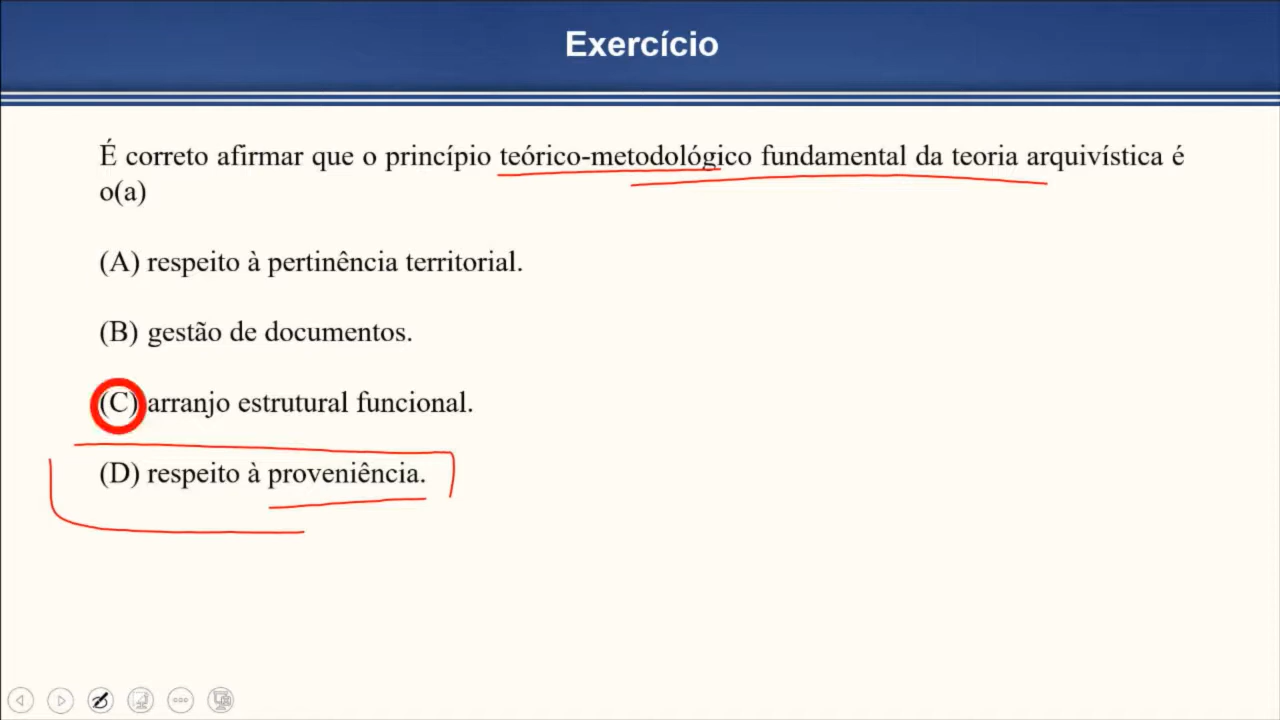 Exercício
É correto afirmar que o princípio teórico-metodológico fundamental da teoria arquivística é
o(a)
(A) respeito à pertinência territorial.
(B) gestão de documentos.
(C) arranjo estrutural funcional.
(D) respeito à proveniência.